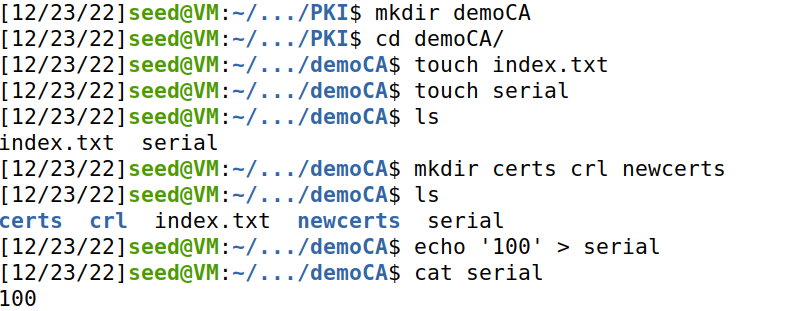 [12/23/22]seed@VM:~/.../PKI$ mkdir demoCA
[12/23/22]seed@VM:~/.../PKI$ cd demoCA/
[12/23/22]seed@VM:~/.../demoCA$ touch index.txt
[12/23/22]seed@VM:~/.../demoCA$ touch serial
[12/23/22]seed@VM:~/.../demoCA$ ls
index.txt  serial
[12/23/22]seed@VM:~/.../demoCA$ mkdir certs crl newcerts
[12/23/22]seed@VM:~/.../demoCA$ ls
certs  crl  index.txt  newcerts  serial
[12/23/22]seed@VM:~/.../demoCA$ echo '100' > serial
[12/23/22]seed@VM:~/.../demoCA$ cat serial
100